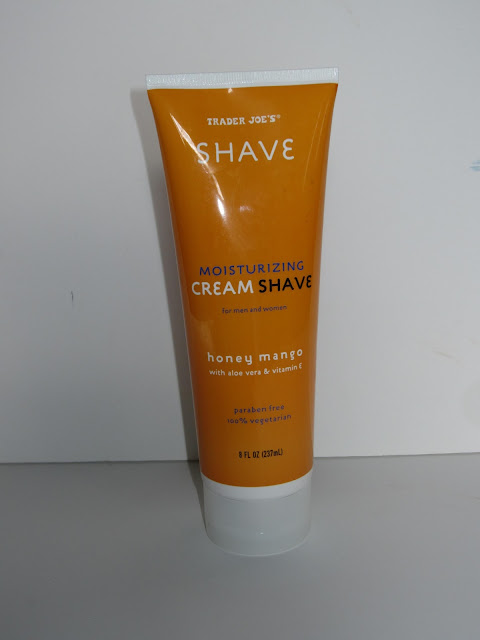 TRADER JOE'S®
SHAVE
MOISTURIZING
CREAM SHAVE
for men and women
honey mango
with aloe vera & vitamin E
paraben free
100% vegetarian
8 FL OZ (237mL)